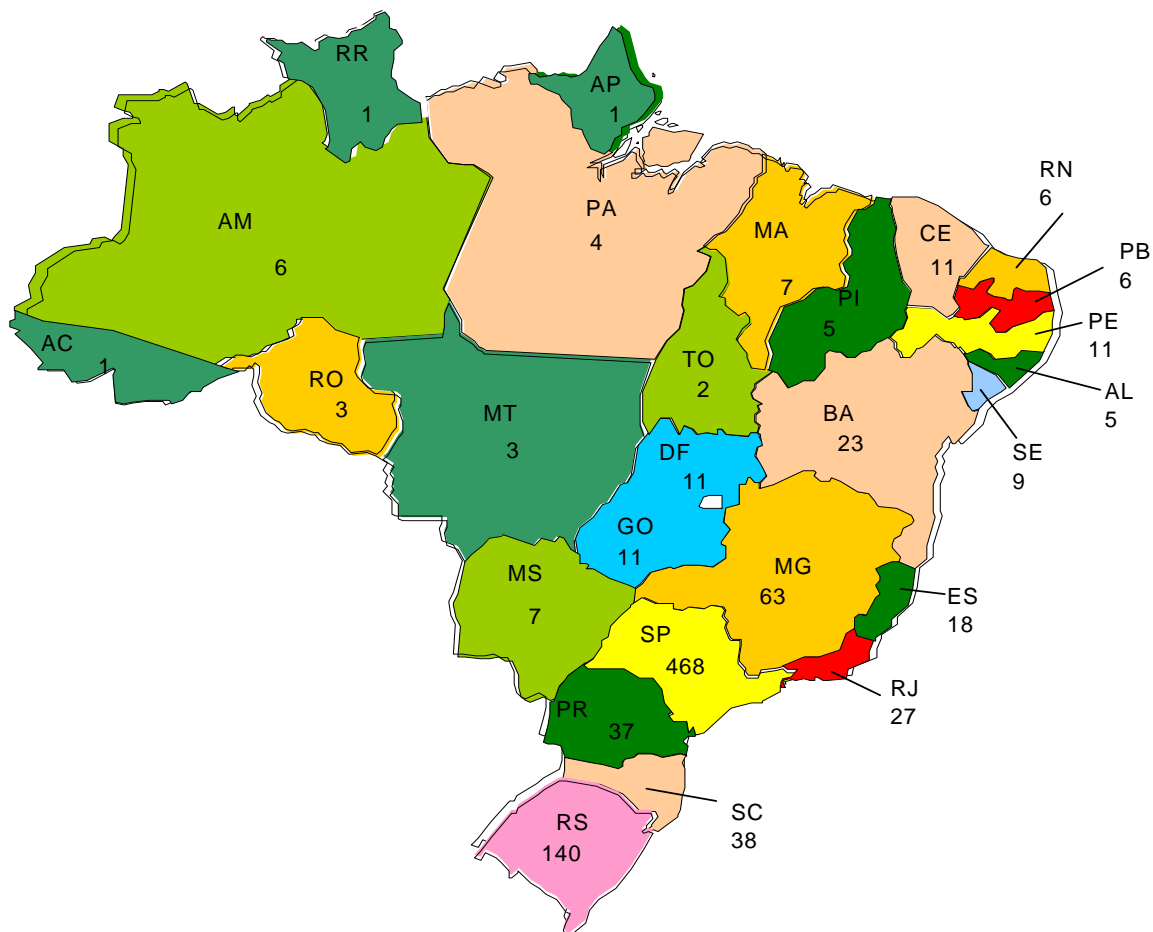 RR
1
AP
1
AM
6
PA
4
MA
7
CE
11
RN
6
PB
6
PI
5
PE
11
AL
5
SE
9
AC
1
RO
3
TO
2
MT
3
BA
23
DF
11
GO
11
MS
7
MG
63
ES
18
SP
468
RJ
27
PR
37
SC
38
RS
140